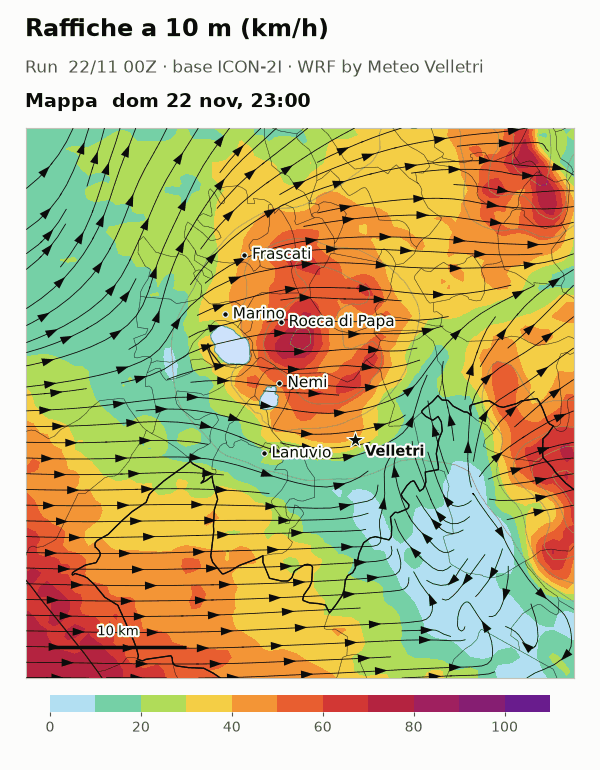 Raffiche a 10 m (km/h)
Run  22/11 00Z · base ICON-2I · WRF by Meteo Velletri
Mappa  dom 22 nov, 23:00
Frascati
Marino
Rocca di Papa
Nemi
Velletri
Lanuvio
10 km
0 20 40 60 80 100